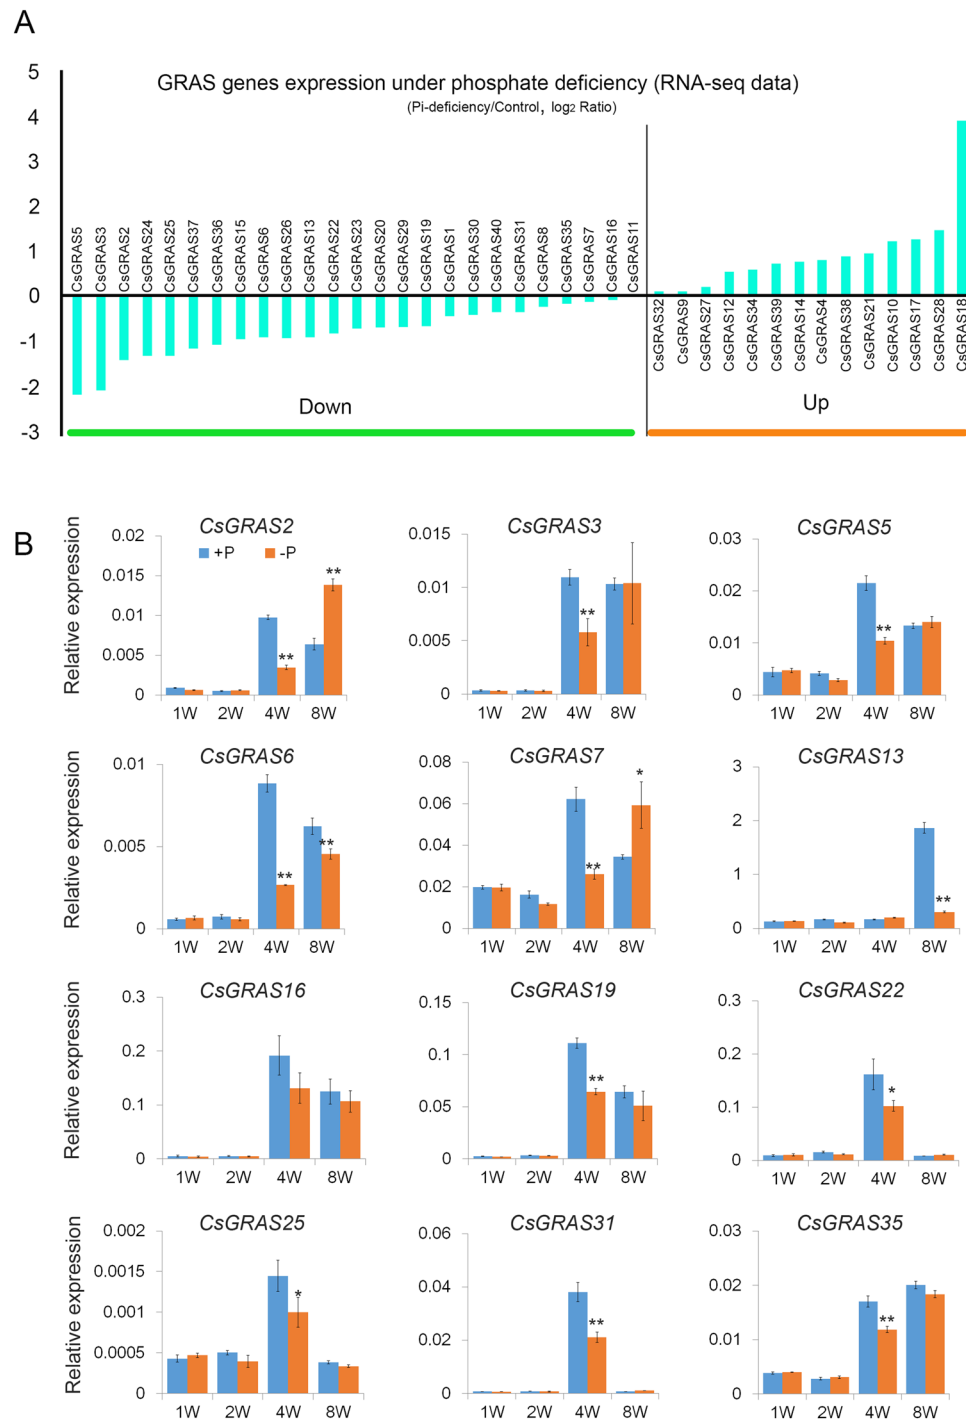 A
GRAS genes expression under phosphate deficiency (RNA-seq data)
(Pi-deficiency/Control, log2 Ratio)
5
4
3
2
1
0
-1
-2
-3
CsGRAS5
CsGRAS3
CsGRAS2
CsGRAS24
CsGRAS25
CsGRAS37
CsGRAS36
CsGRAS15
CsGRAS6
CsGRAS26
CsGRAS13
CsGRAS22
CsGRAS23
CsGRAS20
CsGRAS29
CsGRAS19
CsGRAS1
CsGRAS30
CsGRAS40
CsGRAS31
CsGRAS8
CsGRAS35
CsGRAS7
CsGRAS16
CsGRAS11
CsGRAS32
CsGRAS9
CsGRAS27
CsGRAS12
CsGRAS34
CsGRAS39
CsGRAS14
CsGRAS4
CsGRAS38
CsGRAS21
CsGRAS10
CsGRAS17
CsGRAS28
CsGRAS18
Down
Up
B
Relative expression
CsGRAS2
+P -P
0.02
0.015
0.01
0.005
0
**
**
1W 2W 4W 8W
CsGRAS3
0.015
0.01
0.005
0
**
1W 2W 4W 8W
CsGRAS5
0.03
0.02
0.01
0
**
1W 2W 4W 8W
Relative expression
CsGRAS6
0.01
0.005
0
**
**
1W 2W 4W 8W
CsGRAS7
0.08
0.06
0.04
0.02
0
**
*
1W 2W 4W 8W
CsGRAS13
3
2
1
0
**
1W 2W 4W 8W
Relative expression
CsGRAS16
0.3
0.2
0.1
0
1W 2W 4W 8W
CsGRAS19
0.15
0.1
0.05
0
**
1W 2W 4W 8W
CsGRAS22
0.3
0.2
0.1
0
*
1W 2W 4W 8W
Relative expression
CsGRAS25
0.002
0.0015
0.001
0.0005
0
*
1W 2W 4W 8W
CsGRAS31
0.06
0.04
0.02
0
**
1W 2W 4W 8W
CsGRAS35
0.03
0.02
0.01
0
**
1W 2W 4W 8W